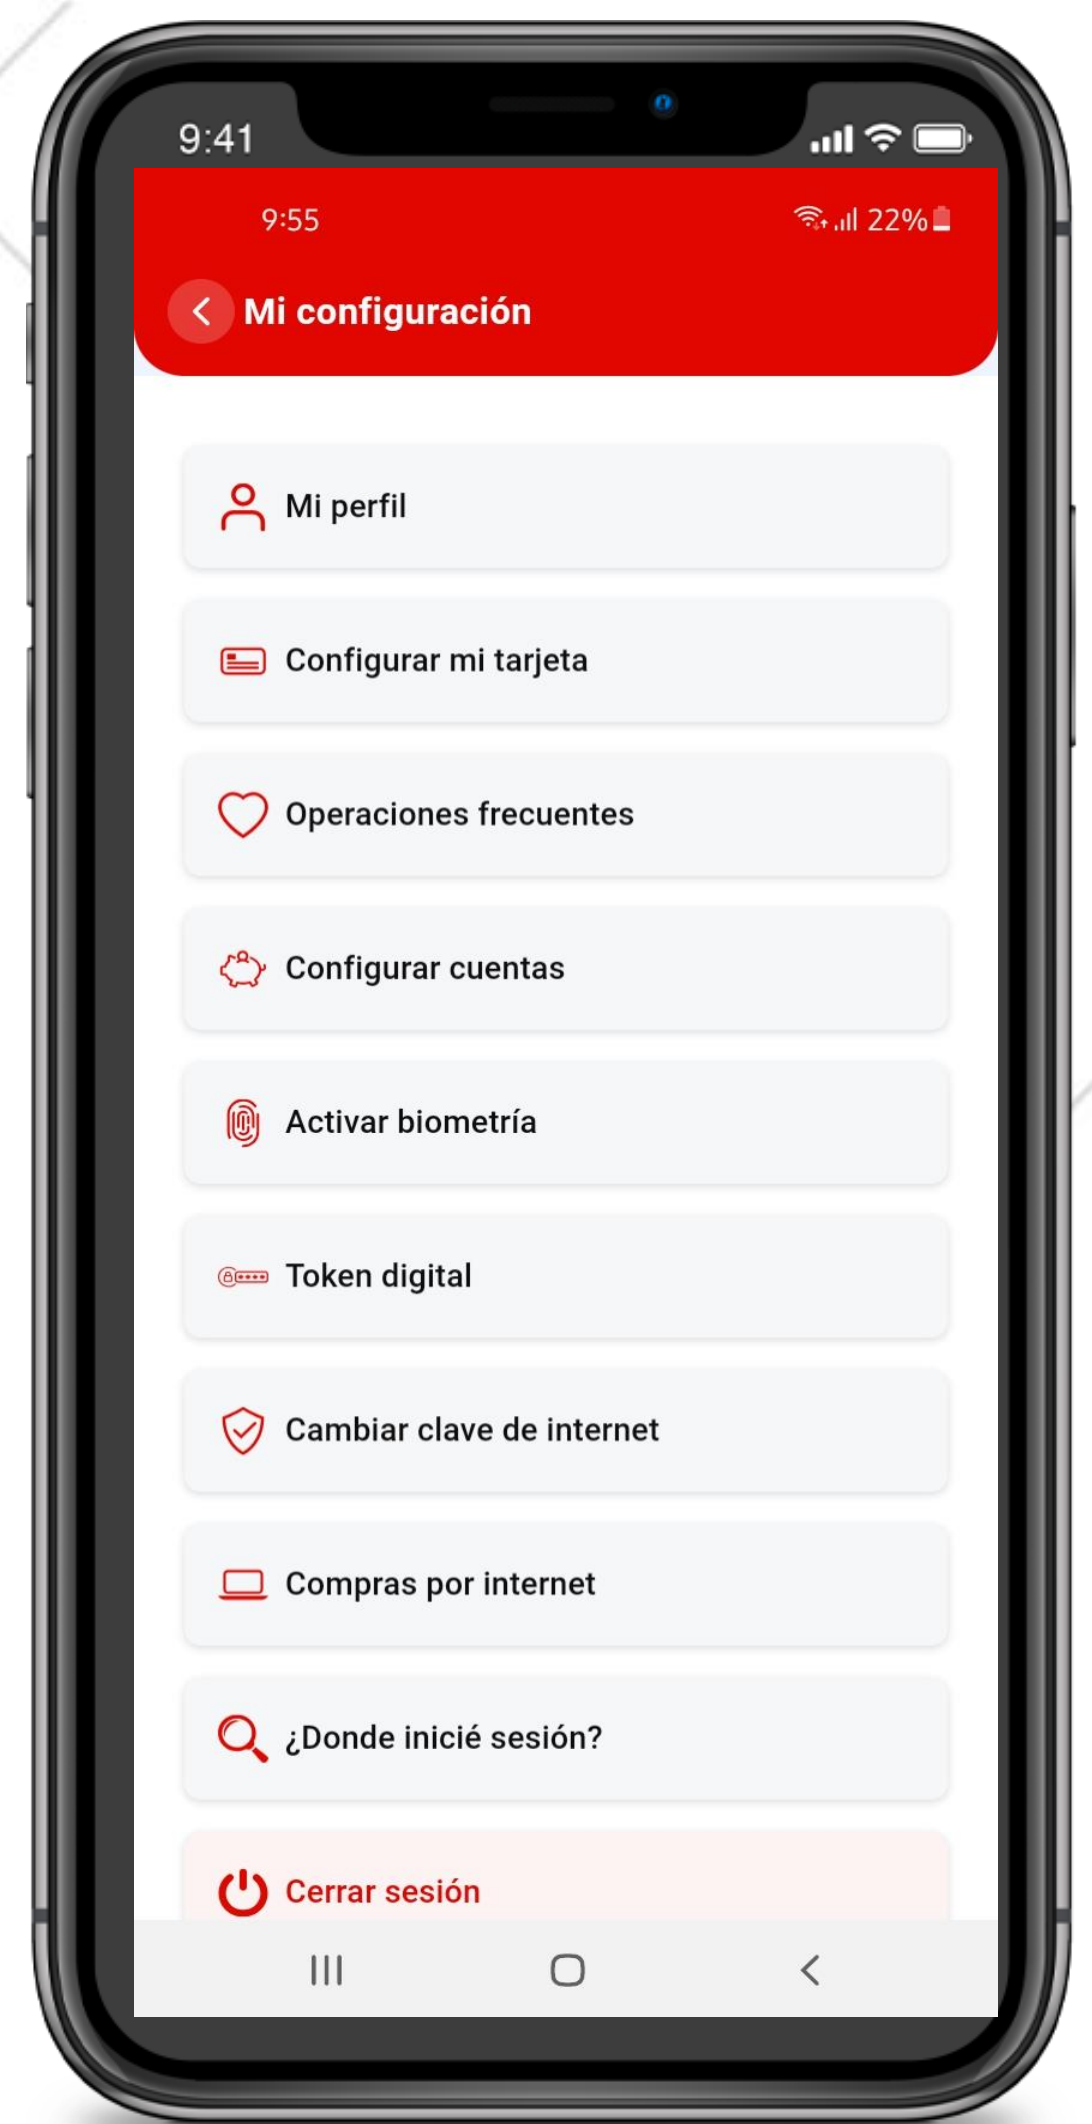 9:41
9:55 22%
Mi configuración
Mi perfil
Configurar mi tarjeta
Operaciones frecuentes
Configurar cuentas
Activar biometría
Token digital
Cambiar clave de internet
Compras por internet
¿Donde inicié sesión?
Cerrar sesión